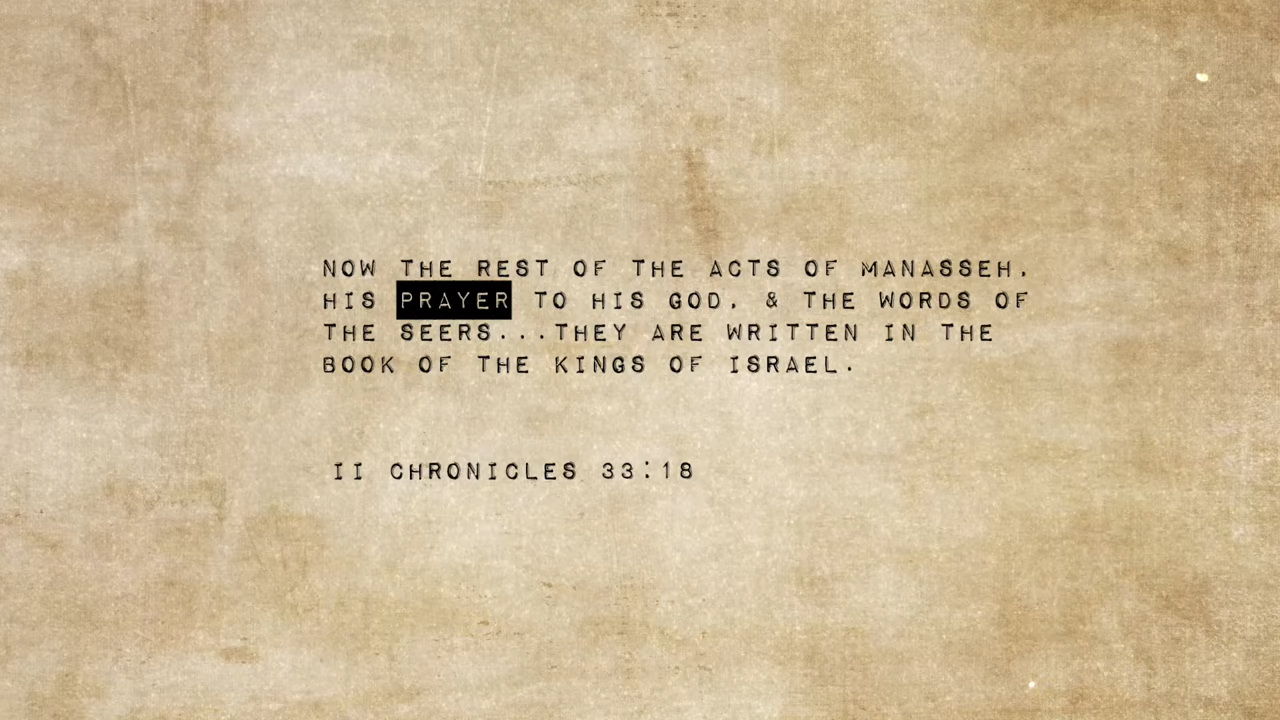 NOW THE REST OF THE ACTS OF MANASSEH,
HIS PRAYER TO HIS GOD, & THE WORDS OF
THE SEERS...THEY ARE WRITTEN IN THE
BOOK OF THE KINGS OF ISRAEL.
II CHRONICLES 33:18